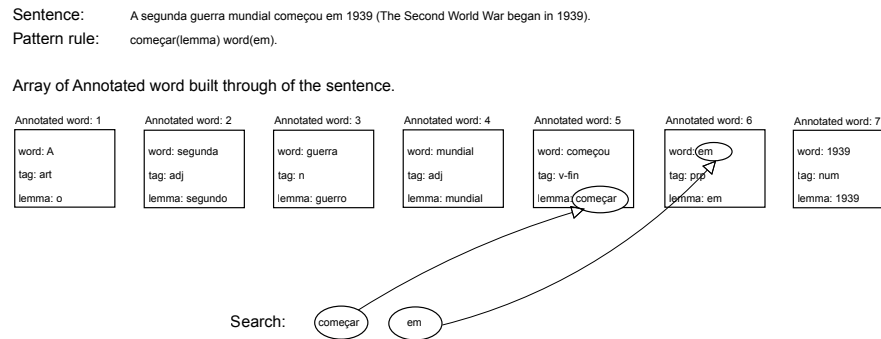 Sentence: A segunda guerra mundial começou em 1939 (The Second World War began in 1939).
Pattern rule: começar(lemma) word(em).
Array of Annotated word built through of the sentence.
Annotated word: 1 Annotated word: 2 Annotated word: 3 Annotated word: 4 Annotated word: 5 Annotated word: 6 Annotated word: 7
word: A word: segunda word: guerra word: mundial word: começou word: em word: 1939
tag: art tag: adj tag: n tag: adj tag: v-fin tag: prp tag: num
lemma: o lemma: segundo lemma: guerro lemma: mundial lemma: começar lemma: em lemma: 1939
Search: começar em